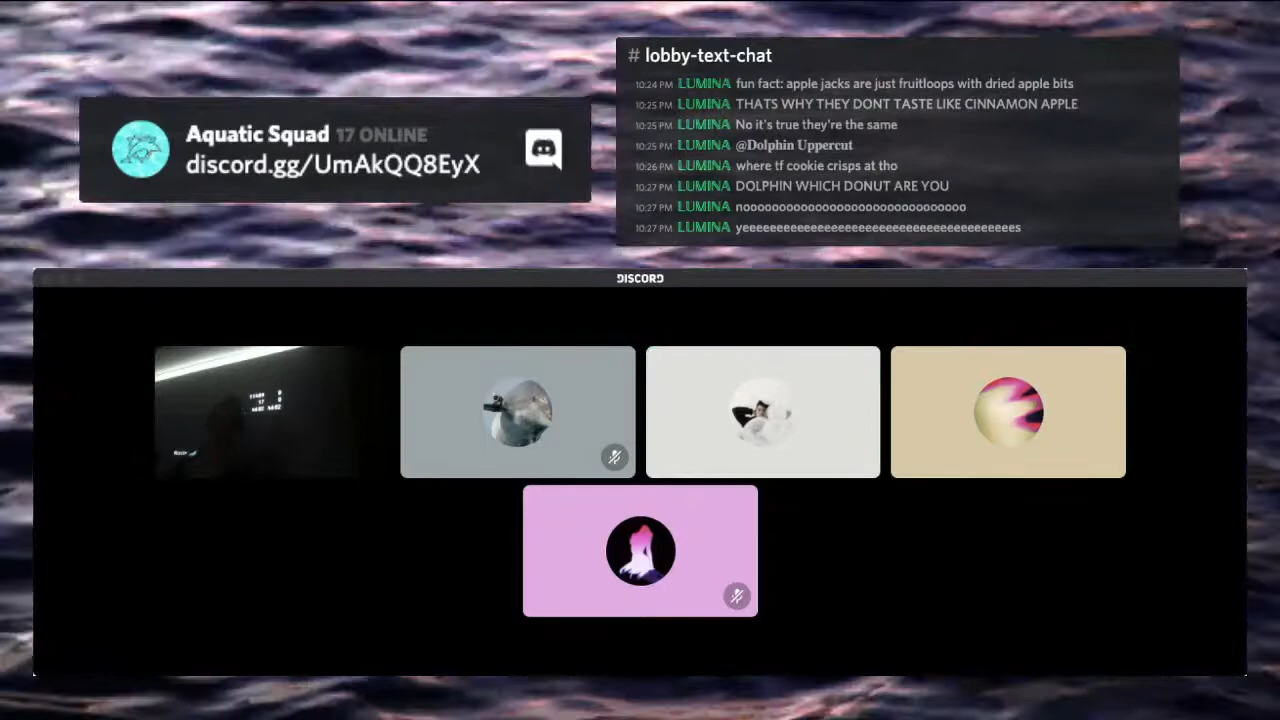 Aquatic Squad 17 ONLINE
discord.gg/UmAkQQ8EyX
# lobby-text-chat
10:24 PM LUMINA fun fact: apple jacks are just fruitloops with dried apple bits
10:25 PM LUMINA THATS WHY THEY DONT TASTE LIKE CINNAMON APPLE
10:25 PM LUMINA No it's true they're the same
10:25 PM LUMINA @Dolphin Uppercut
10:26 PM LUMINA where tf cookie crisps at tho
10:27 PM LUMINA DOLPHIN WHICH DONUT ARE YOU
10:27 PM LUMINA nooooooooooooooooooooooooooooooo
10:27 PM LUMINA yeeeeeeeeeeeeeeeeeeeeeeeeeeeeeeeeeeeeeees
DISCORD